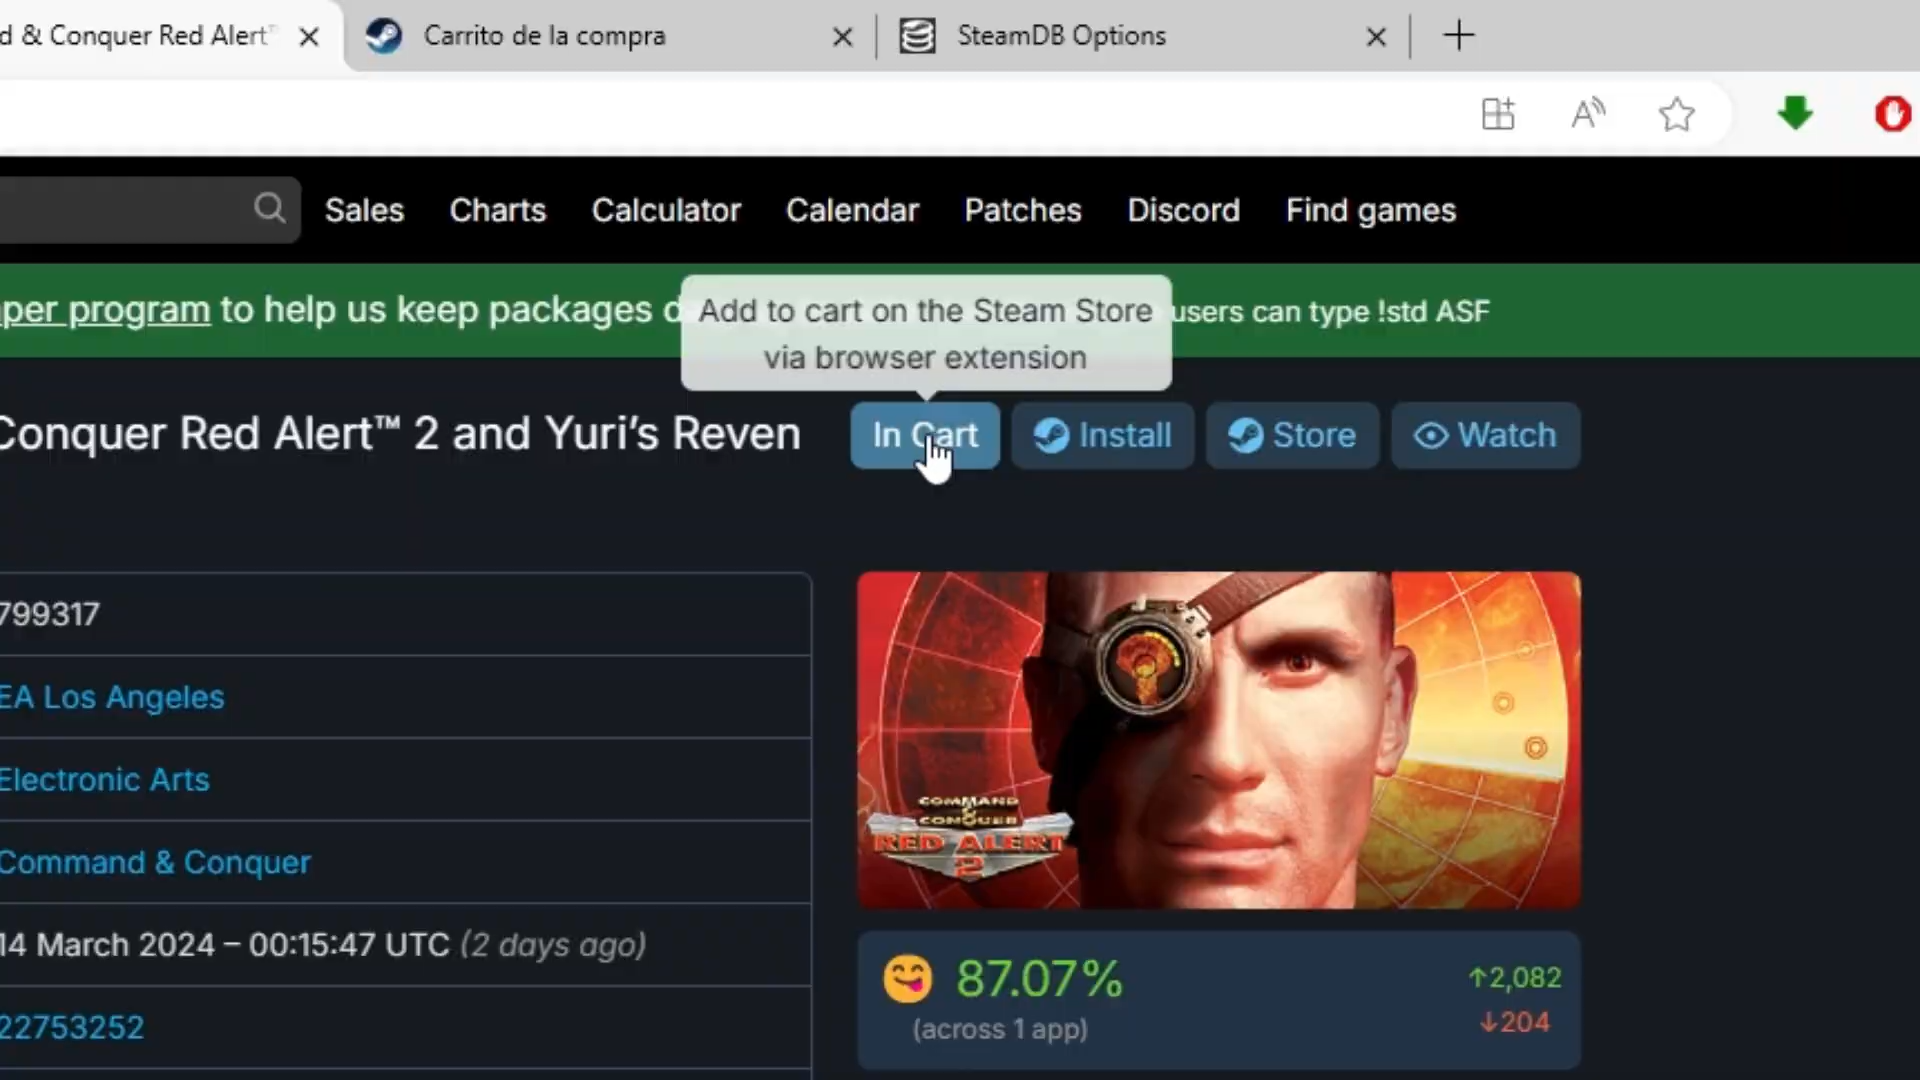 d & Conquer Red Alert™
Carrito de la compra
SteamDB Options
Sales Charts Calculator Calendar Patches Discord Find games
per program to help us keep packages d
users can type !std ASF
Add to cart on the Steam Store
via browser extension
Conquer Red Alert™ 2 and Yuri's Reven
In Cart
Install
Store
Watch
799317
EA Los Angeles
Electronic Arts
Command & Conquer
14 March 2024 – 00:15:47 UTC (2 days ago)
22753252
COMMAND
&
CONQUER
RED ALERT
2
87.07%
(across 1 app)
↑2,082
↓204